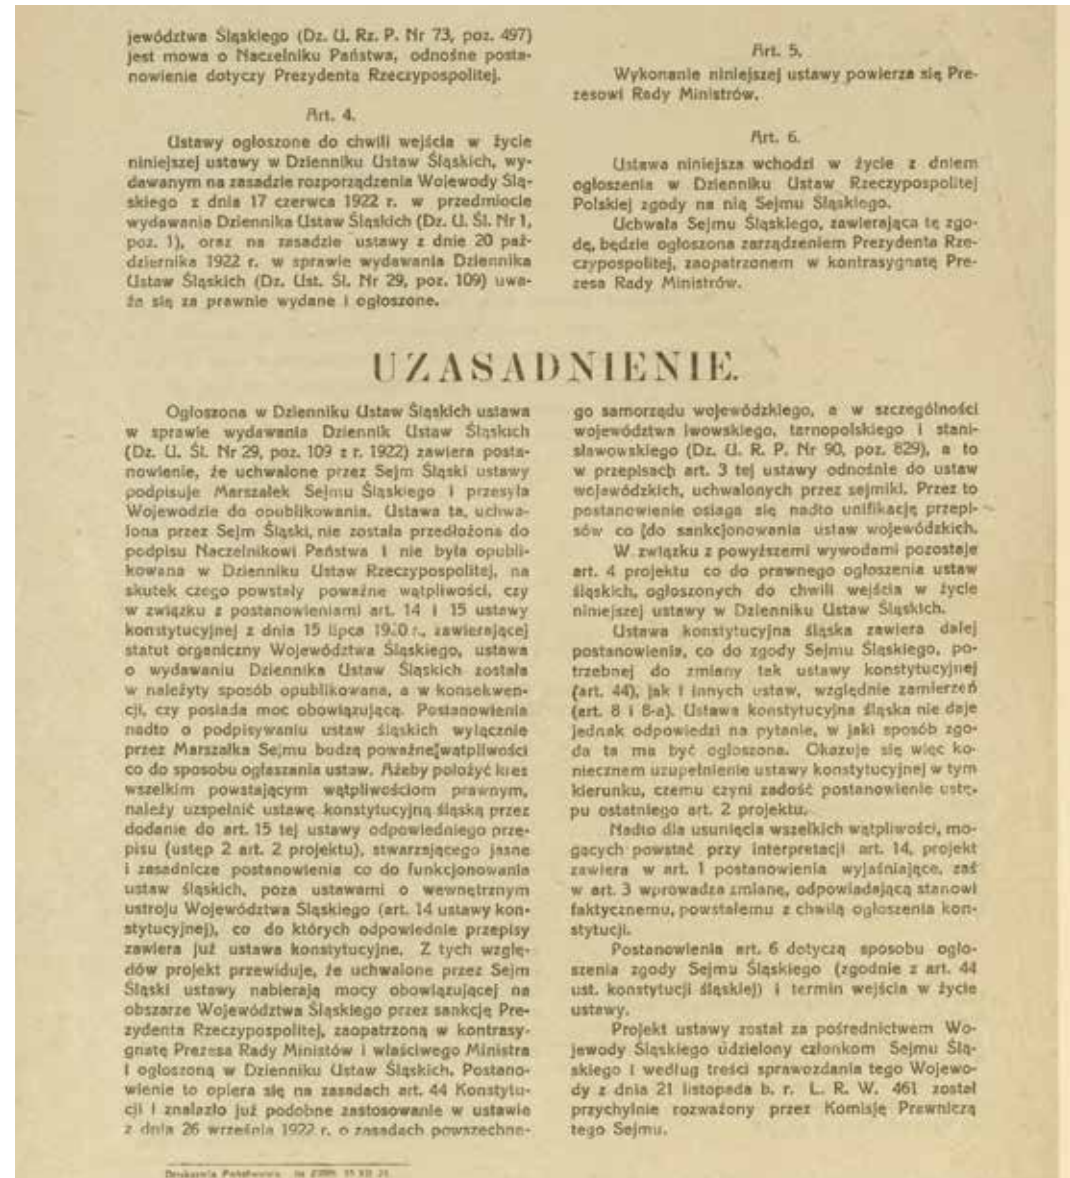 jewództwa Śląskiego (Dz. U. Rz. P. Nr 73, poz. 497)
jest mowa o Naczelniku Państwa, odnośne posta-
nowienie dotyczy Prezydenta Rzeczypospolitej.
Art. 4.
Ustawy ogłoszone do chwili wejścia w życie
niniejszej ustawy w Dzienniku Ustaw Śląskich, wy-
dawanym na zasadzie rozporządzenia Wojewody Ślą-
skiego z dnia 17 czerwca 1922 r. w przedmiocie
wydawania Dziennika Ustaw Śląskich (Dz. U. Śl. Nr 1,
poz. 1), oraz na zasadzie ustawy z dnie 20 paź-
dziernika 1922 r. w sprawie wydawania Dziennika
Ustaw Śląskich (Dz. Ust. Śl. Nr 29, poz. 109) uwa-
ża się za prawnie wydane i ogłoszone.
Art. 5.
Wykonanie niniejszej ustawy powierza się Pre-
zesowi Rady Ministrów.
Art. 6.
Ustawa niniejsza wchodzi w życie z dniem
ogłoszenia w Dzienniku Ustaw Rzeczypospolitej
Polskiej zgody na nią Sejmu Śląskiego.
Uchwała Sejmu Śląskiego, zawierająca tę zgo-
dę, będzie ogłoszona zarządzeniem Prezydenta Rze-
czypospolitej, zaopatrzonem w kontrasygnatę Pre-
zesa Rady Ministrów.
UZASADNIENIE.
Ogłoszona w Dzienniku Ustaw Śląskich ustawa
w sprawie wydawania Dziennik Ustaw Śląskich
(Dz. U. Śl. Nr 29, poz. 109 z r. 1922) zawiera posta-
nowienie, że uchwalone przez Sejm Śląski ustawy
podpisuje Marszałek Sejmu Śląskiego i przesyła
Wojewodzie do opublikowania. Ustawa ta, uchwa-
lona przez Sejm Śląski, nie została przedłożona do
podpisu Naczelnikowi Państwa i nie była opubli-
kowana w Dzienniku Ustaw Rzeczypospolitej, na
skutek czego powstały poważne wątpliwości, czy
w związku z postanowieniami art. 14 i 15 ustawy
konstytucyjnej z dnia 15 lipca 1920 r., zawierającej
statut organiczny Województwa Śląskiego, ustawa
o wydawaniu Dziennika Ustaw Śląskich została
w należyty sposób opublikowana, a w konsekwen-
cji, czy posiada moc obowiązującą. Postanowienia
nadto o podpisywaniu ustaw śląskich wyłącznie
przez Marszałka Sejmu budzą poważne wątpliwości
co do sposobu ogłaszania ustaw. Ażeby położyć kres
wszelkim powstającym wątpliwościom prawnym,
należy uzspełnić ustawę konstytucyjną śląską przez
dodanie do art. 15 tej ustawy odpowiedniego prze-
pisu (ustęp 2 art. 2 projektu), stwarzającego jasne
i zasadnicze postanowienia co do funkcjonowania
ustaw śląskich, poza ustawami o wewnętrznym
ustroju Województwa Śląskiego (art. 14 ustawy kon-
stytucyjnej), co do których odpowiednie przepisy
zawiera już ustawa konstytucyjne. Z tych wzglę-
dów projekt przewiduje, że uchwalone przez Sejm
Śląski ustawy nabierają mocy obowiązującej na
obszarze Województwa Śląskiego przez sankcję Pre-
zydenta Rzeczypospolitej, zaopatrzoną w kontrasy-
gnatę Prezesa Rady Ministów i właściwego Ministra
i ogłoszoną w Dzienniku Ustaw Śląskich. Postano-
wienie to opiera się na zasadach art. 44 Konstytu-
cji i znalazło już podobne zastosowanie w ustawie
z dnia 26 września 1922 r. o zasadach powszechne-
go samorządu wojewódzkiego, a w szczególności
województwa lwowskiego, tarnopolskiego i stani-
sławowskiego (Dz. U. R. P. Nr 90, poz. 829), a to
w przepisach art. 3 tej ustawy odnośnie do ustaw
wojewódzkich, uchwalonych przez sejmiki. Przez to
postanowienie osiąga się nadto unifikację przepi-
sów co [do sankcjonowania ustaw wojewódzkich.
W związku z powyższemi wywodami pozostaje
art. 4 projektu co do prawnego ogłoszenia ustaw
śląskich, ogłoszonych do chwili wejścia w życie
niniejszej ustawy w Dzienniku Ustaw Śląskich.
Ustawa konstytucyjna śląska zawiera dalej
postanowienia, co do zgody Sejmu Śląskiego, po-
trzebnej do zmiany tak ustawy konstytucyjnej
(art. 44), jak i innych ustaw, względnie zamierzeń
(art. 8 i 8-a). Ustawa konstytucyjna śląska nie daje
jednak odpowiedzi na pytanie, w jaki sposób zgo-
da ta ma być ogłoszona. Okazuje się więc ko-
niecznem uzupełnienie ustawy konstytucyjnej w tym
kierunku, czemu czyni zadość postanowienie ustę-
pu ostatniego art. 2 projektu.
Nadto dla usunięcia wszelkich wątpliwości, mo-
gących powstać przy interpretacji art. 14, projekt
zawiera w art. 1 postanowienia wyjaśniające, zaś
w art. 3 wprowadza zmianę, odpowiadającą stanowi
faktycznemu, powstałemu z chwilą ogłoszenia kon-
stytucji.
Postanowienia art. 6 dotyczą sposobu ogło-
szenia zgody Sejmu Śląskiego (zgodnie z art. 44
ust. konstytucji śląskiej) i termin wejścia w życie
ustawy.
Projekt ustawy został za pośrednictwem Wo-
jewody Śląskiego udzielony członkom Sejmu Ślą-
skiego i według treści sprawozdania tego Wojewo-
dy z dnia 21 listopada b. r. L. R. W. 461 został
przychylnie rozważony przez Komisję Prawniczą
tego Sejmu.
Drukarnia Państwowa